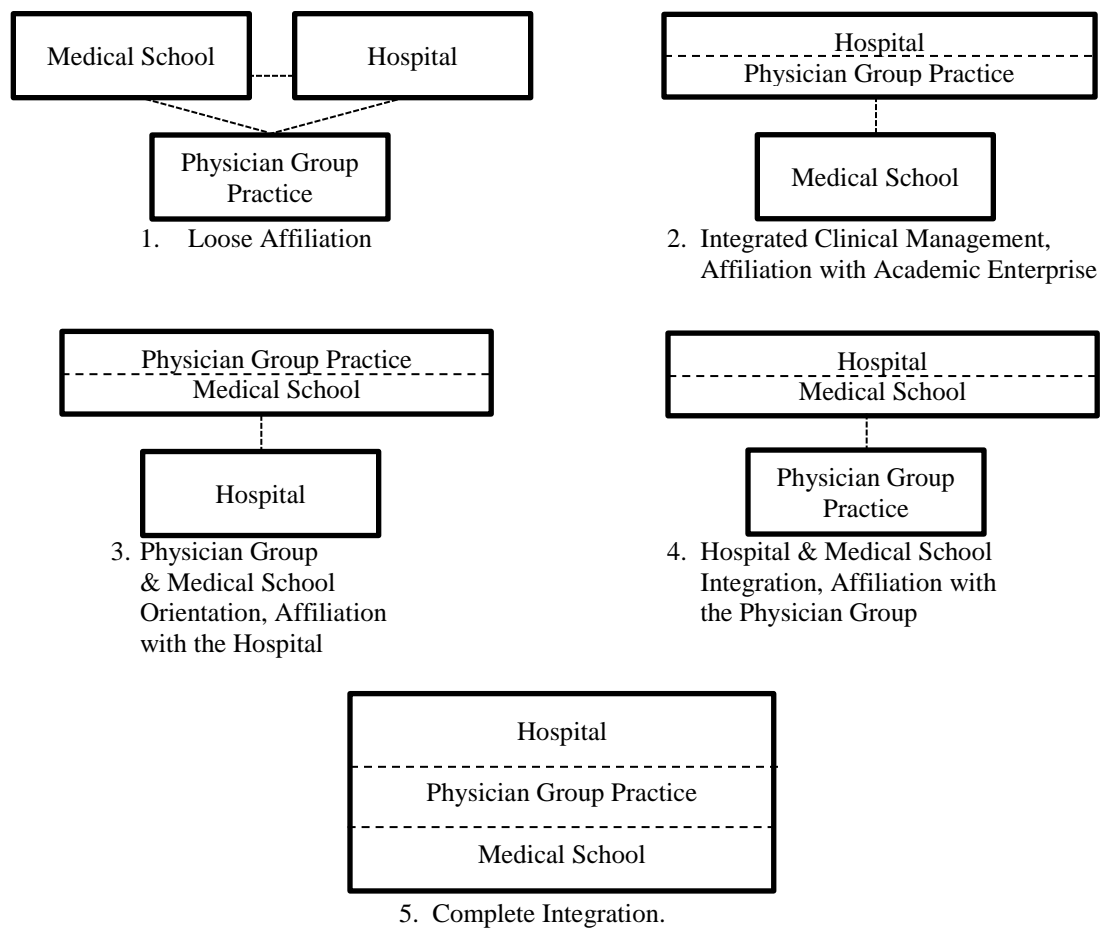 Medical School
Hospital
Physician Group
Practice
1. Loose Affiliation
Hospital
Physician Group Practice
Medical School
2. Integrated Clinical Management,
Affiliation with Academic Enterprise
Physician Group Practice
Medical School
Hospital
3. Physician Group
& Medical School
Orientation, Affiliation
with the Hospital
Hospital
Medical School
Physician Group
Practice
4. Hospital & Medical School
Integration, Affiliation with
the Physician Group
Hospital
Physician Group Practice
Medical School
5. Complete Integration.